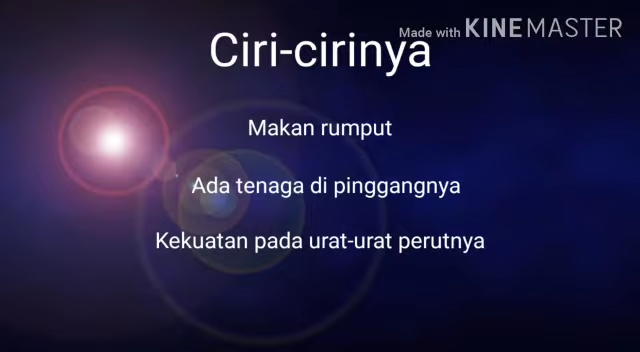 Made with KINEMASTER
Ciri-cirinya
Makan rumput
Ada tenaga di pinggangnya
Kekuatan pada urat-urat perutnya